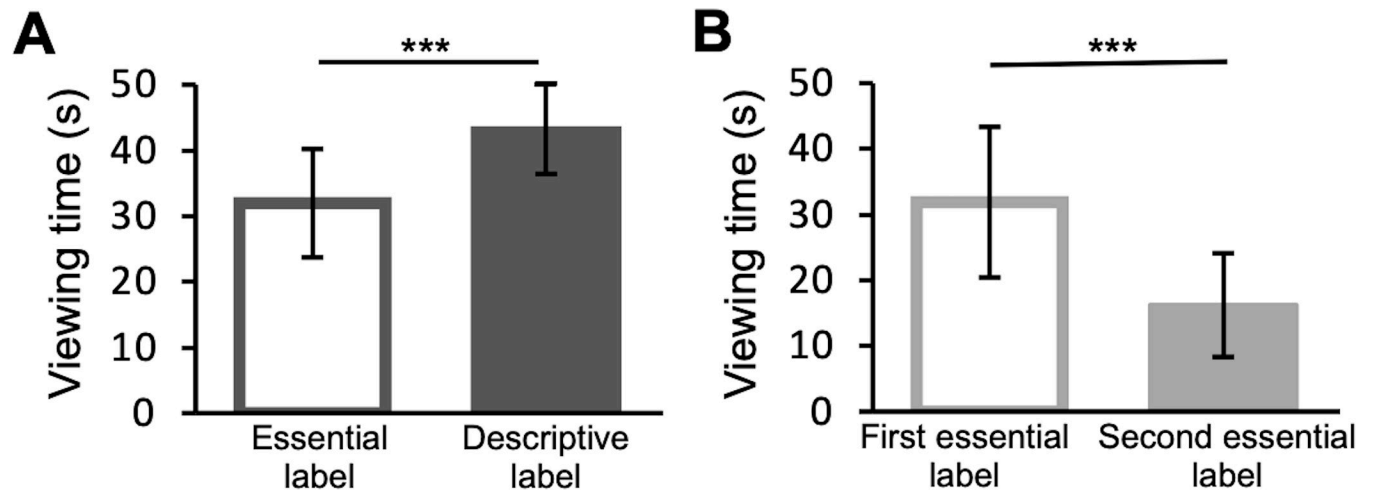 A
***
Viewing time (s)
50
40
30
20
10
0
Essential
label
Descriptive
label
B
***
Viewing time (s)
50
40
30
20
10
0
First essential
label
Second essential
label